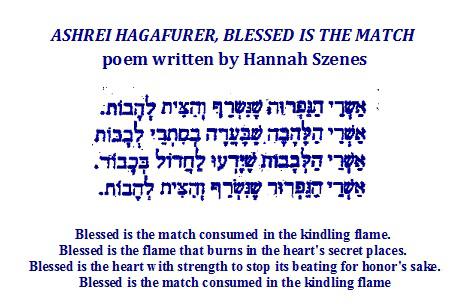 ASHREI HAGAFURER, BLESSED IS THE MATCH
poem written by Hannah Szenes
אַשְׁרֵי הַגַּפְרוּר שֶׁנִּשְׂרַף וְהִצִּית לְהָבוֹת.
אַשְׁרֵי הַלֶּהָבָה שֶׁבָּעֲרָה בְּסִתְרֵי לְבָבוֹת.
אַשְׁרֵי הַלְּבָבוֹת שֶׁיָּדְעוּ לַחְדּוֹל בְּכָבוֹד.
אַשְׁרֵי הַגַּפְרוּר שֶׁנִּשְׂרַף וְהִצִּית לְהָבוֹת.
Blessed is the match consumed in the kindling flame.
Blessed is the flame that burns in the heart's secret places.
Blessed is the heart with strength to stop its beating for honor's sake.
Blessed is the match consumed in the kindling flame